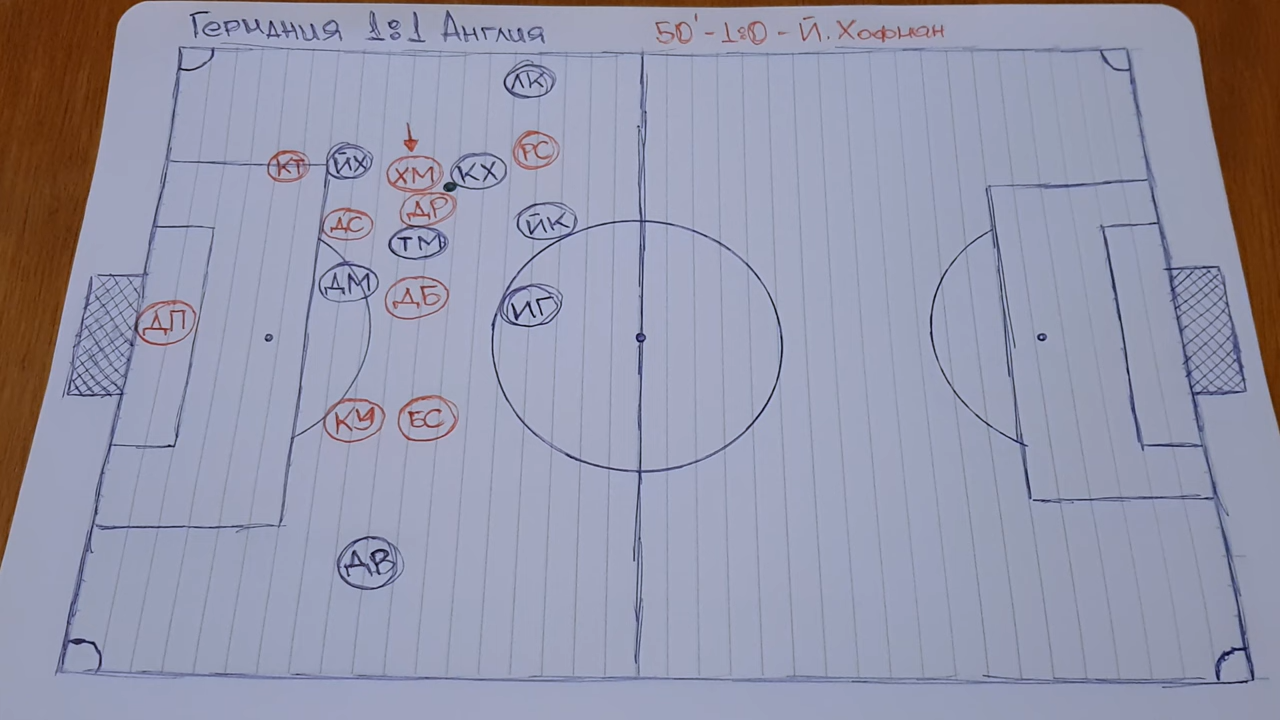 Германия 1:1 Англия
50' - 1:0 - Й. Хофман
ЛК
КТ ЙХ ХМ КХ РС
ДС ДР ЙК
ТМ
ДМ ДБ ИГ
ДП
КУ БС
ДВ